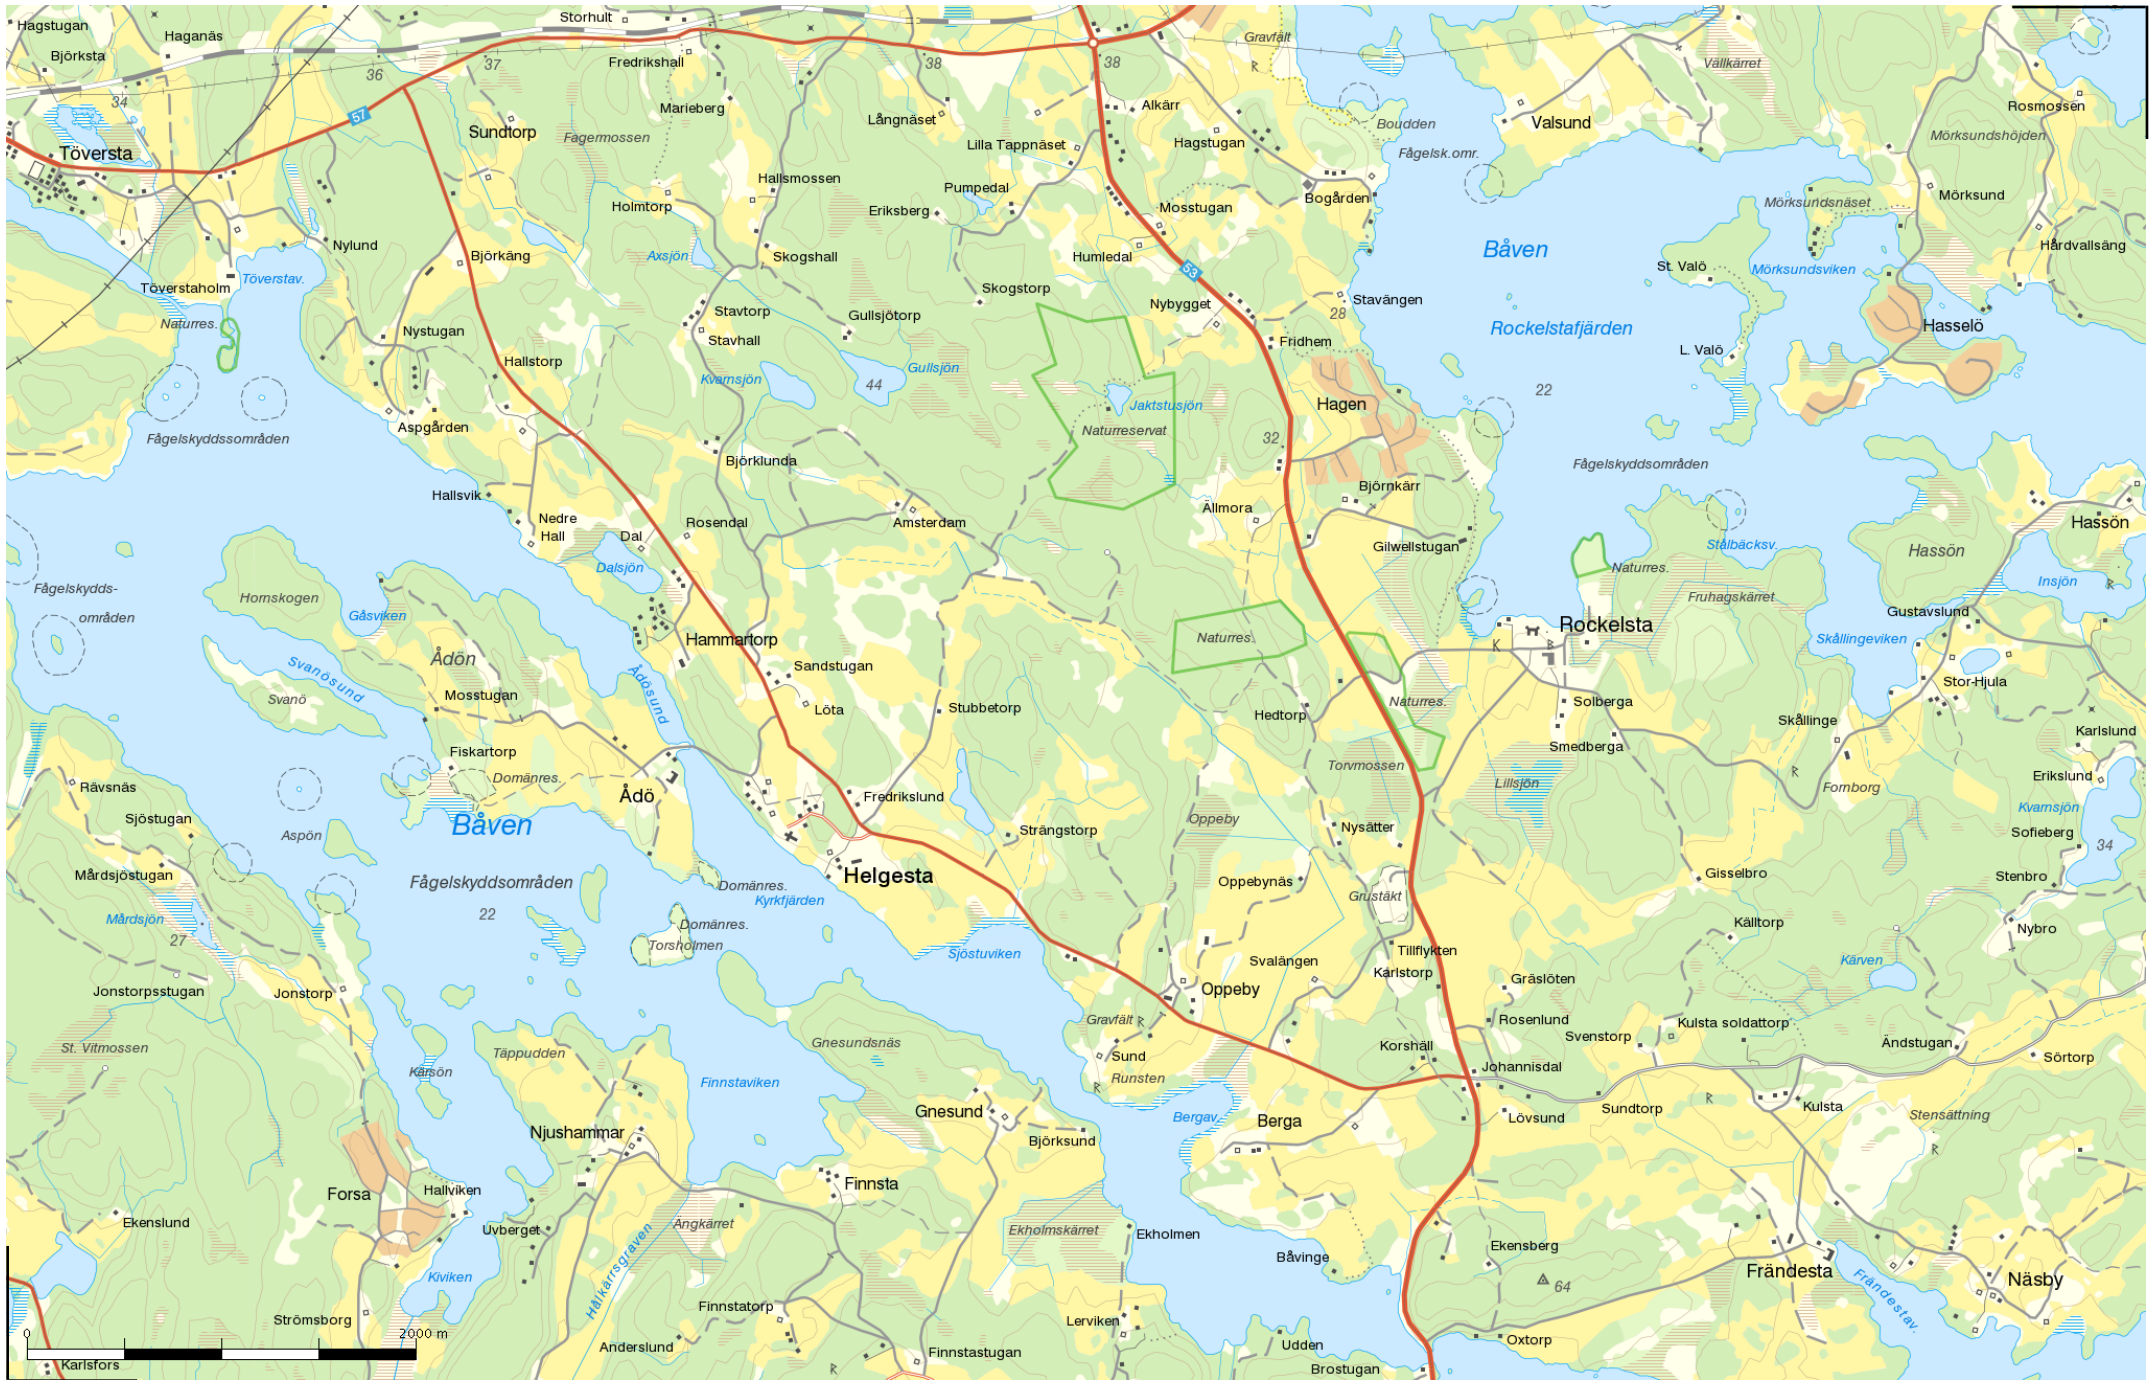 Hagstugan
Haganäs
Björksta
Storhult
36
37
34
57
Fredrikshall
Marieberg
Sundtorp
Fagermossen
38
38
Gravfält
R
Långnäset
Alkärr
Lilla Tappnäset
Hagstugan
Boudden
Fågelsk.omr.
Valsund
Vällkärret
Rosmossen
Mörksundshöjden
Töversta
Hallsmossen
Holmtorp
Pumpedal
Eriksberg
Mosstugan
Bogården
Mörksundsnäset
Mörksund
Nylund
Björkäng
Axsjön
Skogshall
Humledal
53
Båven
St. Valö
Mörksundsviken
Hårdvallsäng
Töverstav.
Töverstaholm
Naturres.
Skogstorp
Nybygget
Stavängen
28
Stavtorp
Gullsjötorp
Nystugan
Stavhall
Fridhem
Rockelstafjärden
L. Valö
Hasselö
Hallstorp
Kvarnsjön
44
Gullsjön
Jaktstusjön
Hagen
22
Aspgården
Fågelskyddssområden
Naturreservat
32
Fågelskyddsområden
Björklunda
Hallsvik
Björnkärr
Nedre
Hall
Dal
Rosendal
Amsterdam
Ällmora
Gilwellstugan
Stålbäcksv.
Hassön
Hassön
Dalsjön
Naturres.
Insjön
R
Fågelskydds-
områden
Hornskogen
Gåsviken
Fruhagskärret
Gustavslund
Hammartorp
Naturres.
K
R
Rockelsta
Skållingeviken
Ådön
Sandstugan
Svanösund
Svanö
Mosstugan
Ådösund
Löta
Stubbetorp
Hedtorp
Naturres.
Solberga
Stor-Hjula
Skållinge
Karlslund
Fiskartorp
Domänres.
Smedberga
Torvmossen
Lillsjön
R
Fornborg
Erikslund
Rävsnäs
Ådö
Fredrikslund
Kvarnsjön
Sjöstugan
Aspön
Båven
Strängstorp
Oppeby
Nysätter
Sofieberg
34
Mårdsjöstugan
Fågelskyddsområden
Helgesta
Domänres.
Kyrkfjärden
Oppebynäs
Grustäkt
Gisselbro
Stenbro
Mårdsjön
27
22
Domänres.
Torsholmen
Sjöstuviken
Källtorp
Nybro
Svalängen
Tillflykten
Karlstorp
Gräslöten
Kärven
Jonstorpsstugan
Jonstorp
Oppeby
Gravfält
R
Rosenlund
Kulsta soldattorp
Svenstorp
St. Vitmossen
Täppudden
Gnesundsnäs
Sund
Korshäll
Ändstugan
Sörtorp
Kärsön
Finnstaviken
Runsten
R
Johannisdal
Gnesund
Bergav.
Berga
Lövsund
Sundtorp
R
Kulsta
Stensättning
R
Njushammar
Björksund
Forsa
Hallviken
Finnsta
Ekenslund
Uvberget
Ängkärret
Ekholmskärret
Ekholmen
Båvinge
Ekensberg
64
Frändesta
Näsby
Kiviken
Hålkärrsgraven
Frändestav.
Finnstatorp
Strömsborg
Lerviken
0
2000 m
Anderslund
Finnstastugan
Udden
Oxtorp
Karlsfors
R
Brostugan